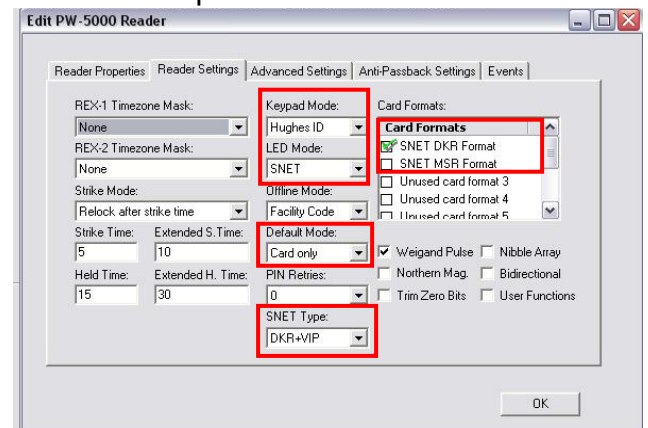 Edit PW-5000 Reader
Reader Properties Reader Settings Advanced Settings Anti-Passback Settings Events
REX-1 Timezone Mask: Keypad Mode: Card Formats:
None Hughes ID Card Formats
REX-2 Timezone Mask: LED Mode: SNET DKR Format
None SNET SNET MSR Format
Strike Mode: Offline Mode: Unused card format 3
Relock after strike time Facility Code Unused card format 4
Unused card format 5
Strike Time: Extended S.Time: Default Mode:
5 10 Card only Weigand Pulse Nibble Array
Held Time: Extended H. Time: PIN Retries: Northern Mag. Bidirectional
15 30 0 Trim Zero Bits User Functions
SNET Type:
DKR+VIP
OK